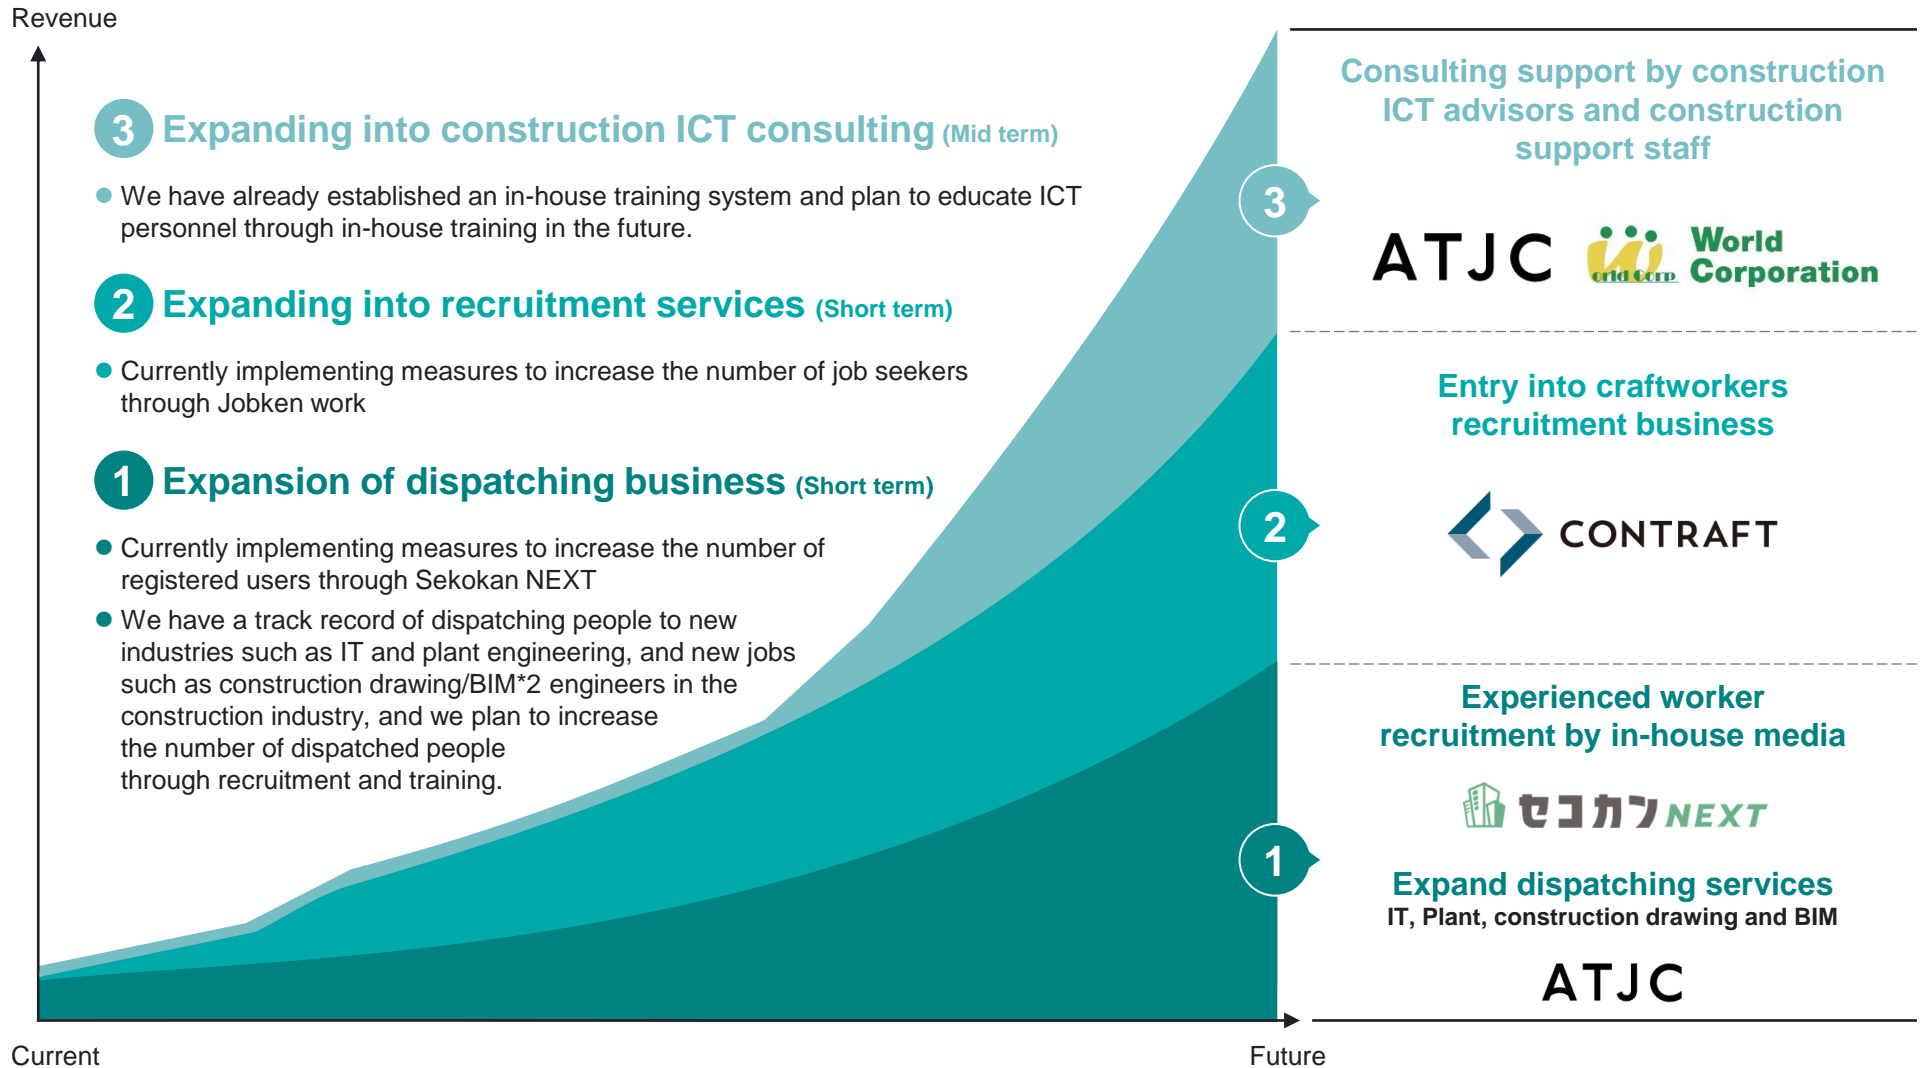 Revenue
3 Expanding into construction ICT consulting (Mid term)
We have already established an in-house training system and plan to educate ICT
personnel through in-house training in the future.
2 Expanding into recruitment services (Short term)
Currently implementing measures to increase the number of job seekers
through Jobken work
1 Expansion of dispatching business (Short term)
Currently implementing measures to increase the number of
registered users through Sekokan NEXT
We have a track record of dispatching people to new
industries such as IT and plant engineering, and new jobs
such as construction drawing/BIM*2 engineers in the
construction industry, and we plan to increase
the number of dispatched people
through recruitment and training.
Current
Future
3
2
1
Consulting support by construction
ICT advisors and construction
support staff
ATJC
orld Corp
World
Corporation
Entry into craftworkers
recruitment business
CONTRAFT
Experienced worker
recruitment by in-house media
セコカンNEXT
Expand dispatching services
IT, Plant, construction drawing and BIM
ATJC